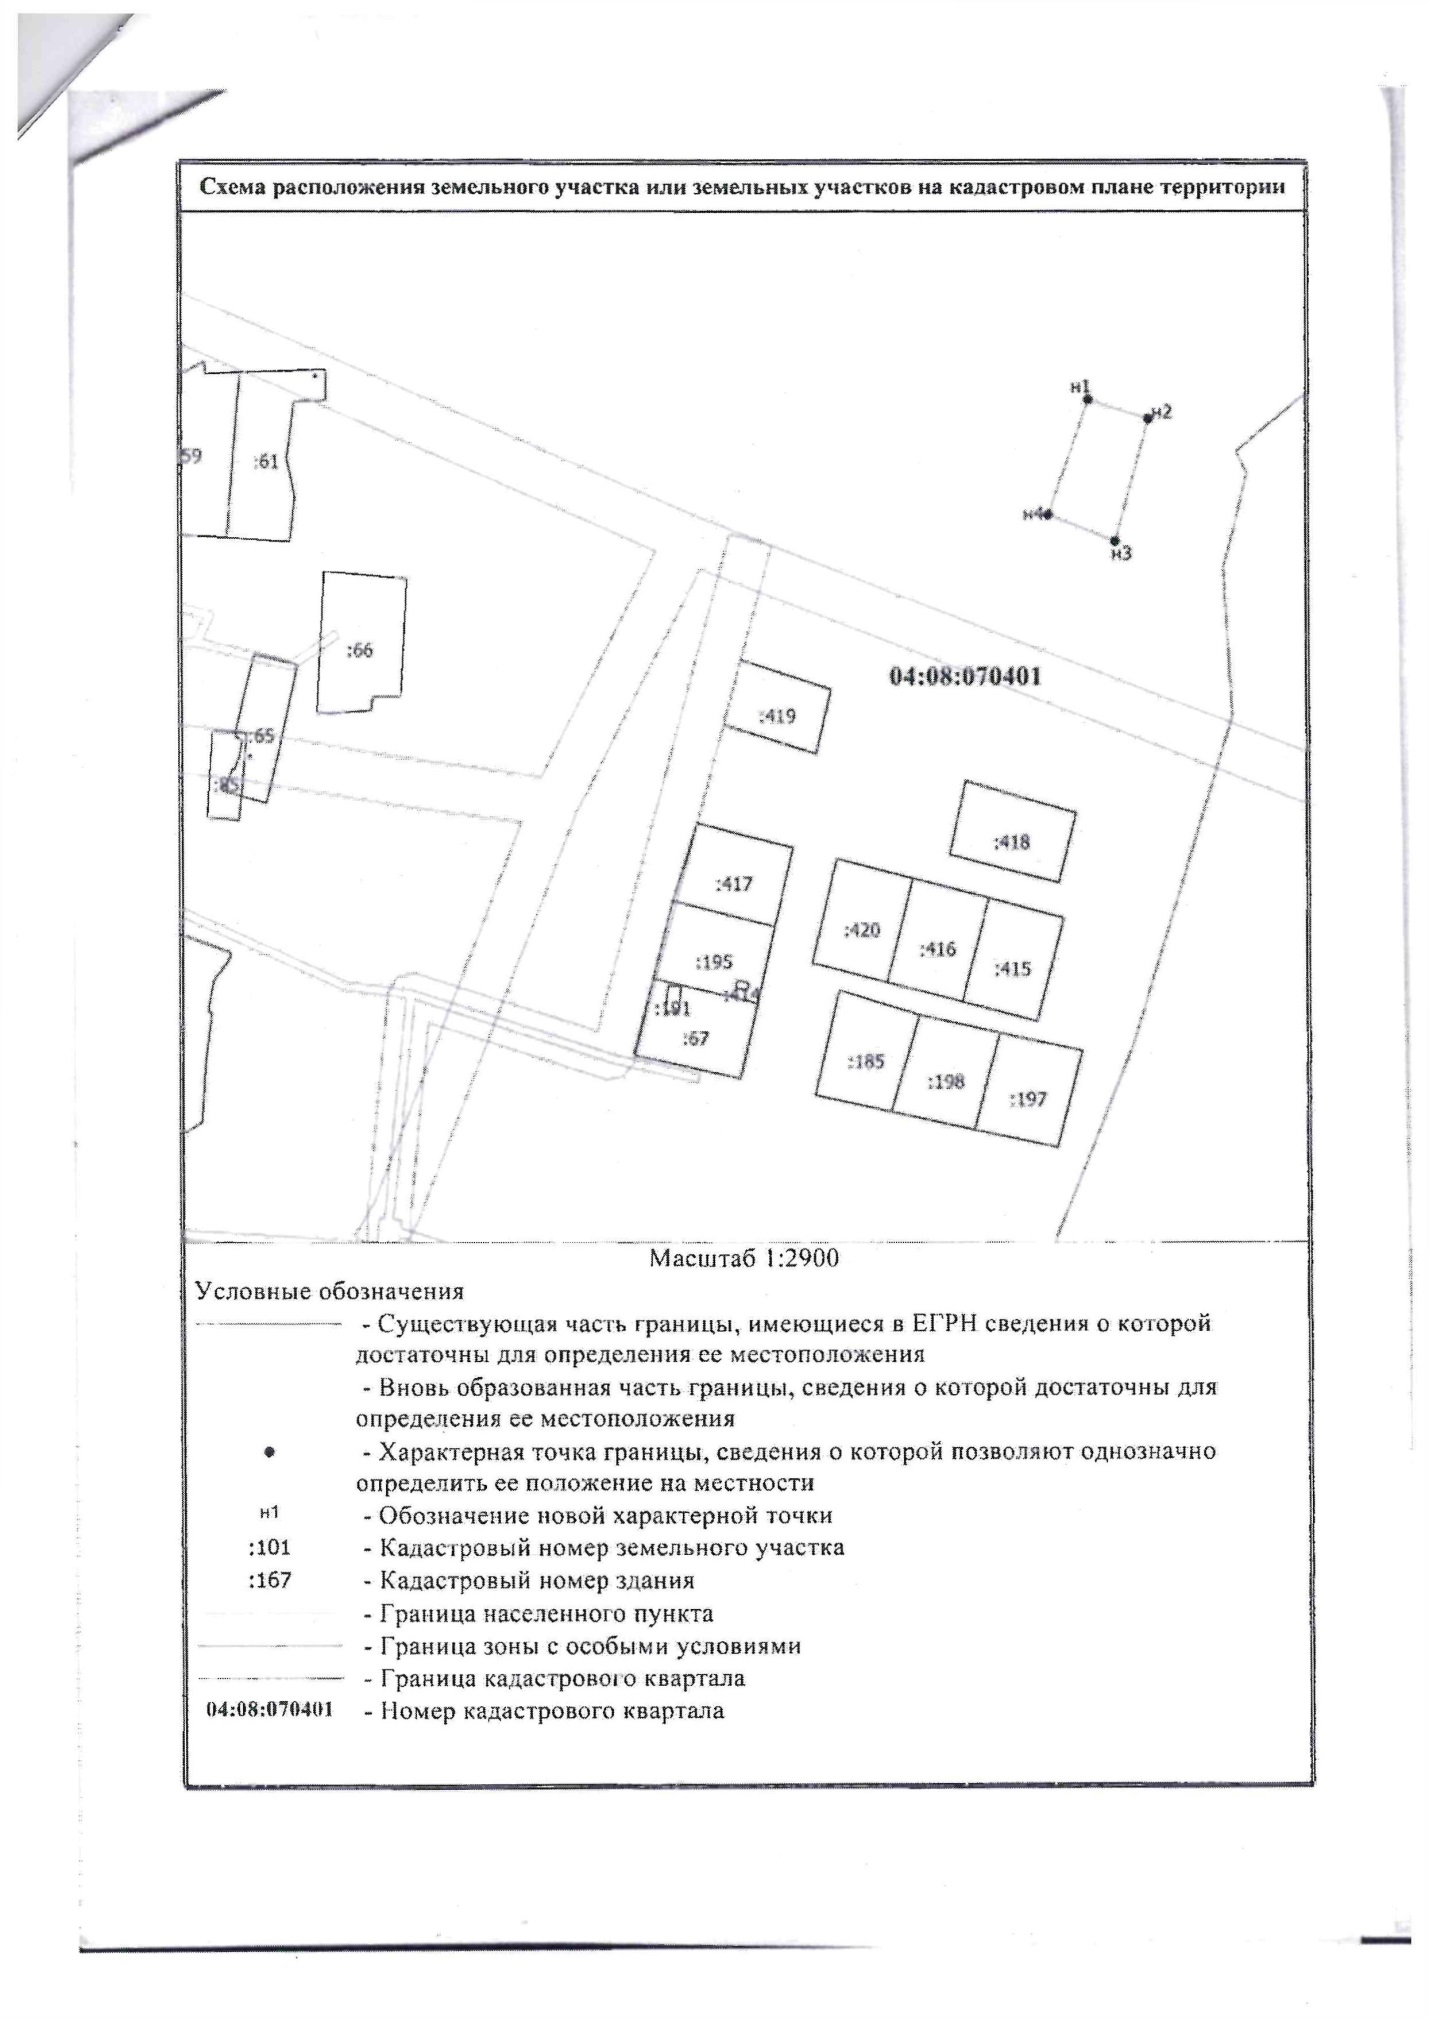 Схема расположения земельного участка или земельных участков на кадастровом плане территории
н1
н2
59
:61
н4
н3
:66
04:08:070401
:419
:65
:85
:418
:417
:420
:416
:195
:415
:414
:191
:67
:185
:198
:197
Масштаб 1:2900
Условные обозначения
- Существующая часть границы, имеющиеся в ЕГРН сведения о которой
достаточны для определения ее местоположения
- Вновь образованная часть границы, сведения о которой достаточны для
определения ее местоположения
- Характерная точка границы, сведения о которой позволяют однозначно
определить ее положение на местности
н1 - Обозначение новой характерной точки
:101 - Кадастровый номер земельного участка
:167 - Кадастровый номер здания
- Граница населенного пункта
- Граница зоны с особыми условиями
- Граница кадастрового квартала
04:08:070401 - Номер кадастрового квартала